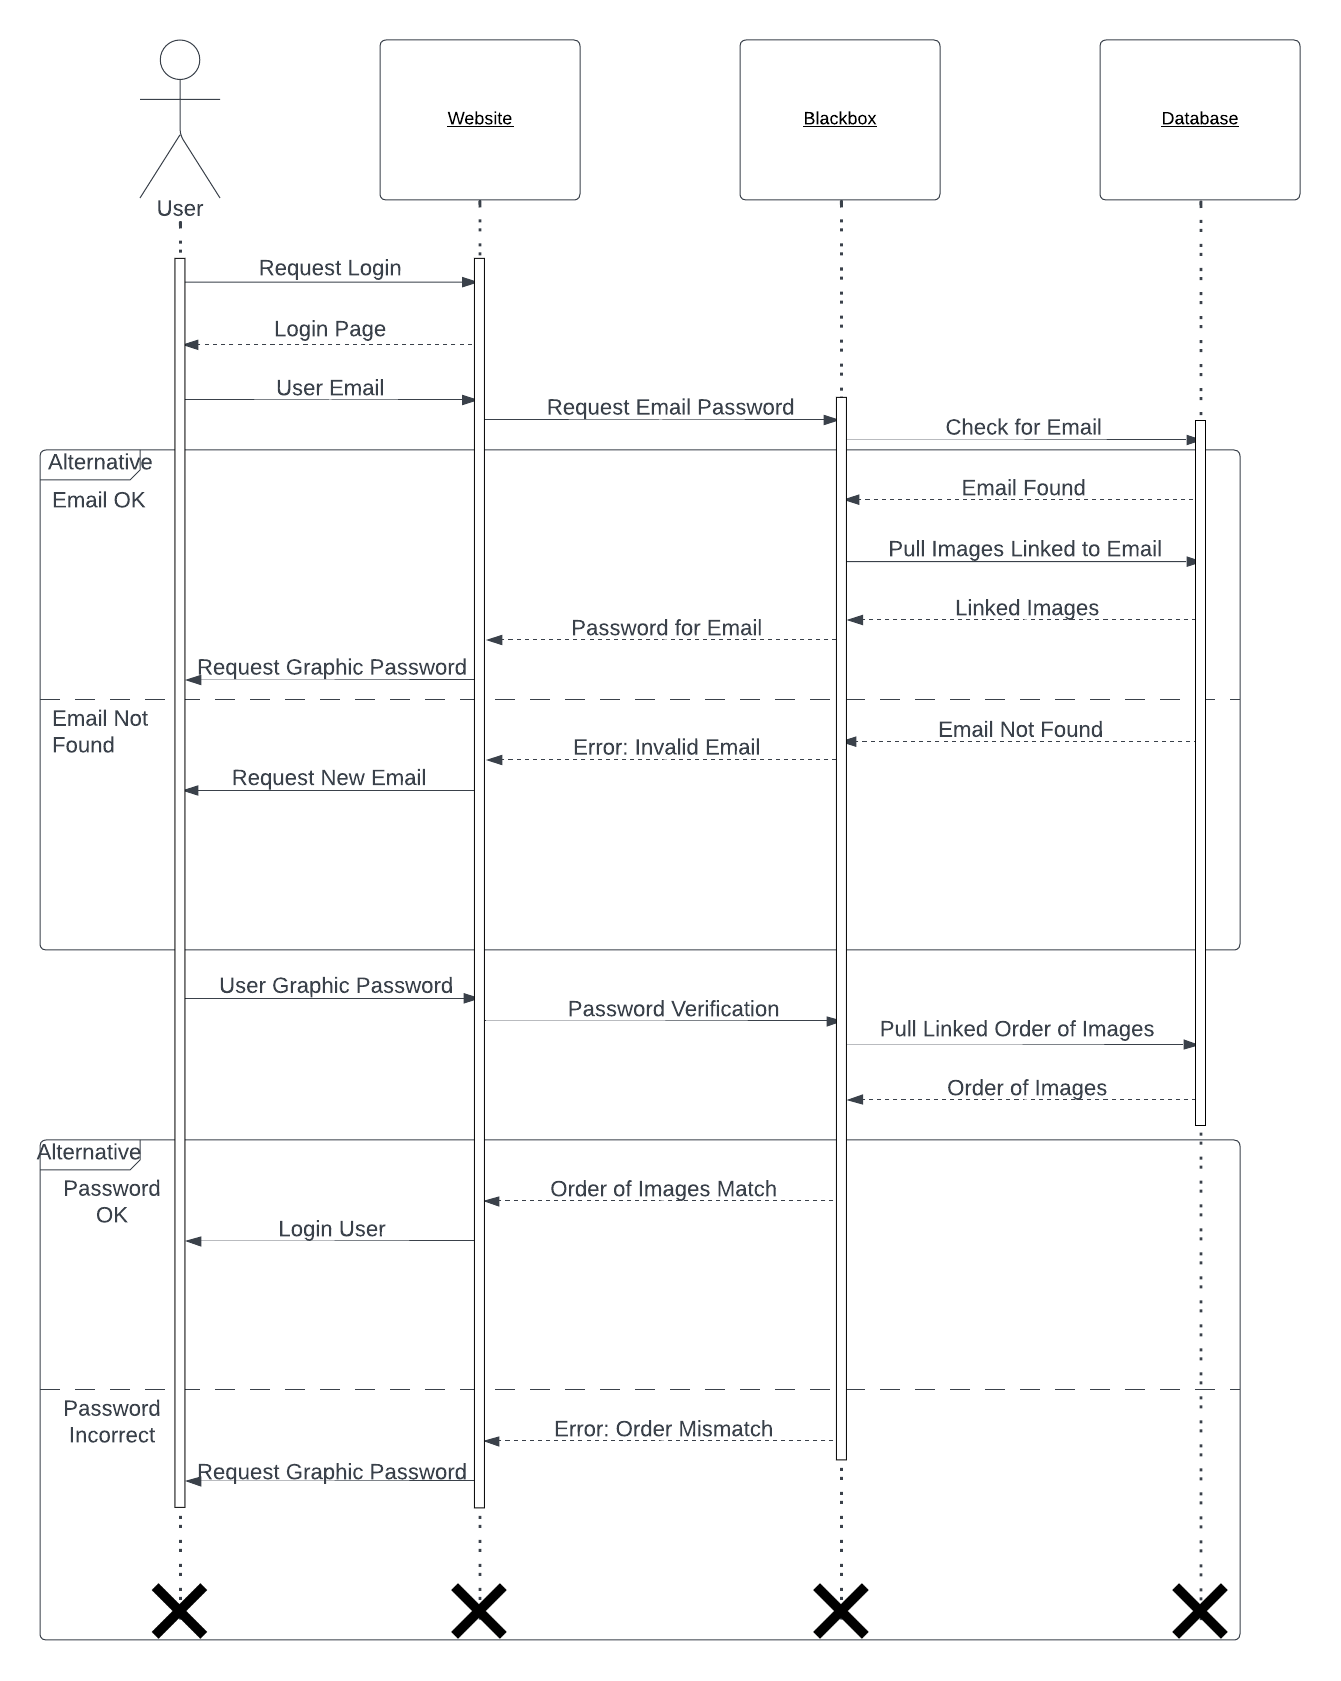 Website
Blackbox
Database
User
Request Login
Login Page
User Email
Request Email Password
Check for Email
Alternative
Email OK
Email Found
Pull Images Linked to Email
Linked Images
Password for Email
Request Graphic Password
Email Not
Found
Email Not Found
Error: Invalid Email
Request New Email
User Graphic Password
Password Verification
Pull Linked Order of Images
Order of Images
Alternative
Password
OK
Order of Images Match
Login User
Password
Incorrect
Error: Order Mismatch
Request Graphic Password